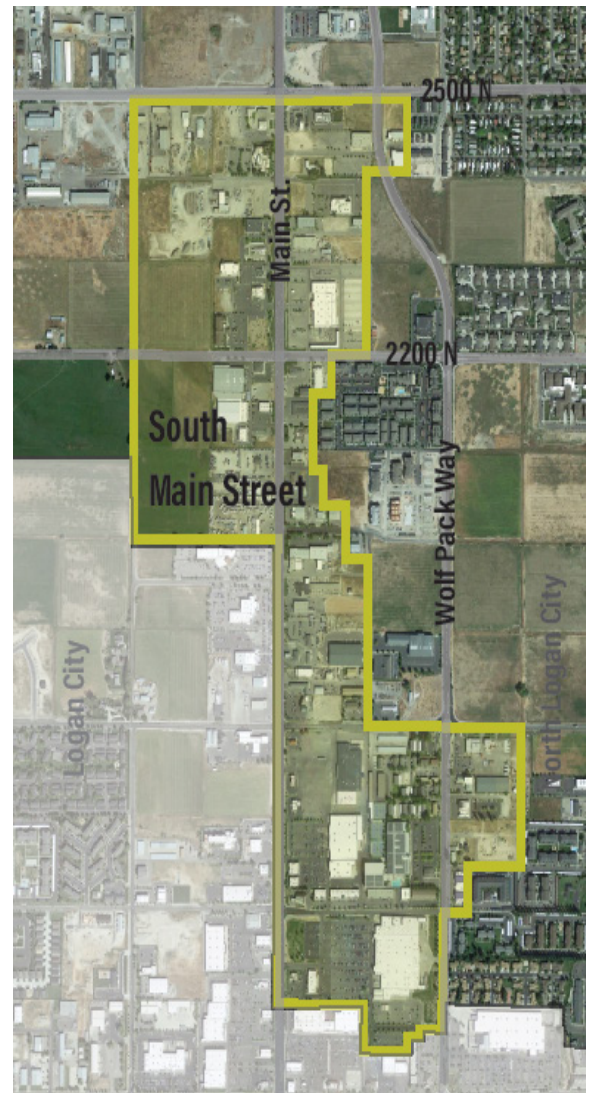 2500 N
Main St.
2200 N
South
Main Street
Wolf Pack Way
Logan City
North Logan City